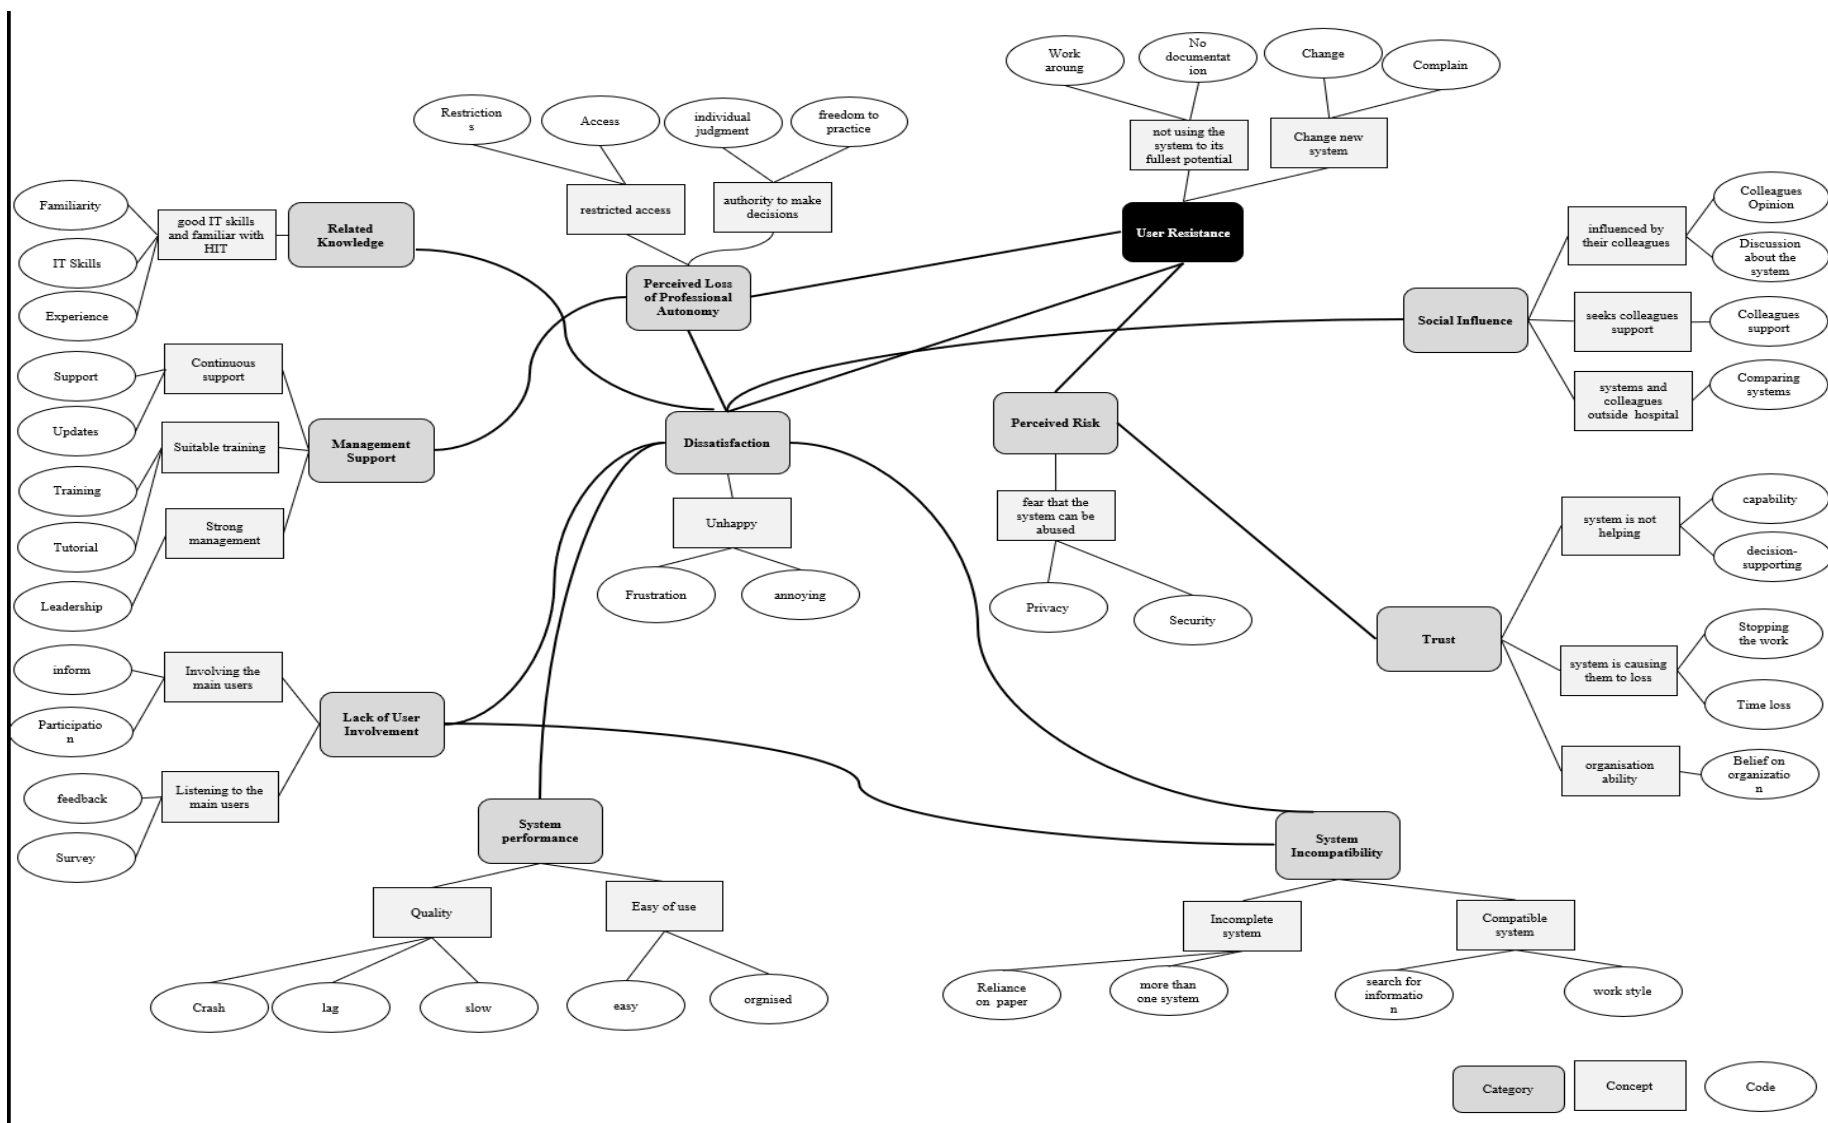 Work
aroung
No
documentat
ion
Change
Complain
Restriction
s
Access
individual
judgment
freedom to
practice
not using the
system to its
fullest potential
Change new
system
restricted access
authority to make
decisions
User Resistance
Familiarity
IT Skills
Experience
good IT skills
and familiar with
HIT
Related
Knowledge
Perceived Loss
of Professional
Autonomy
Social Influence
influenced by
their colleagues
seeks colleagues
support
systems and
colleagues
outside hospital
Colleagues
Opinion
Discussion
about the
system
Colleagues
support
Comparing
systems
Support
Updates
Training
Tutorial
Leadership
Continuous
support
Suitable training
Strong
management
Management
Support
Dissatisfaction
Unhappy
Frustration
annoying
Perceived Risk
fear that the
system can be
abused
Privacy
Security
Trust
system is not
helping
system is causing
them to loss
organisation
ability
capability
decision-
supporting
Stopping
the work
Time loss
Belief on
organizatio
n
inform
Participatio
n
feedback
Survey
Involving the
main users
Listening to the
main users
Lack of User
Involvement
System
performance
Quality
Easy of use
Crash
lag
slow
easy
orgnised
System
Incompatibility
Incomplete
system
Compatible
system
Reliance
on paper
more than
one system
search for
informatio
n
work style
Category
Concept
Code